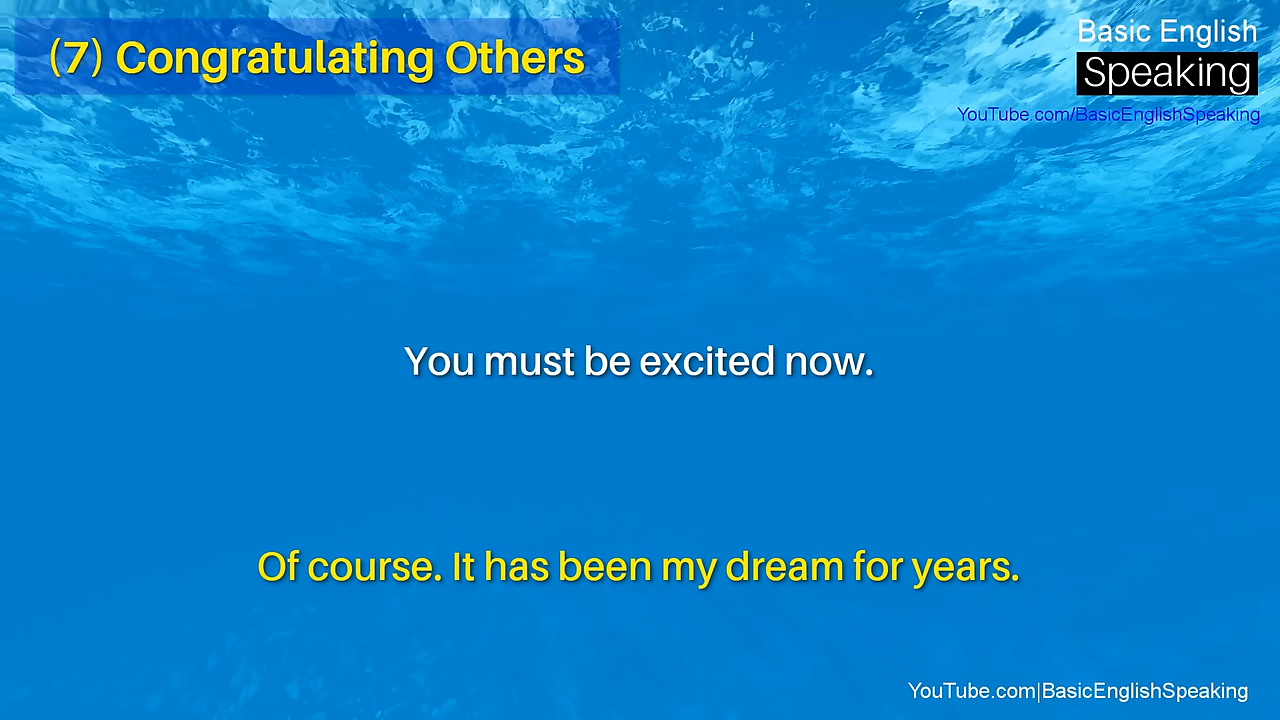 (7) Congratulating Others
Basic English
Speaking
YouTube.com/BasicEnglishSpeaking
You must be excited now.
Of course. It has been my dream for years.
YouTube.com|BasicEnglishSpeaking